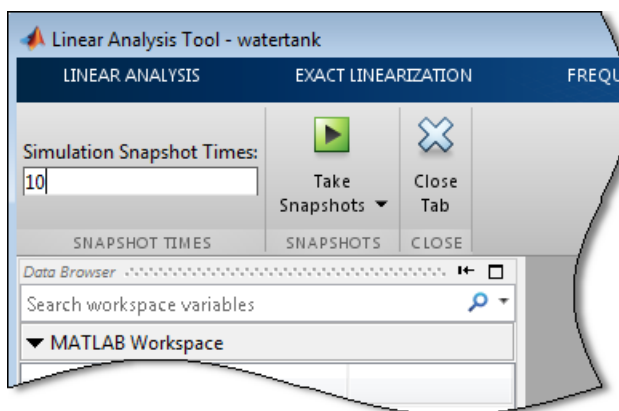 Linear Analysis Tool - watertank
LINEAR ANALYSIS EXACT LINEARIZATION
Simulation Snapshot Times:
10
Take
Snapshots
Close
Tab
SNAPSHOT TIMES SNAPSHOTS CLOSE
Data Browser
Search workspace variables
MATLAB Workspace